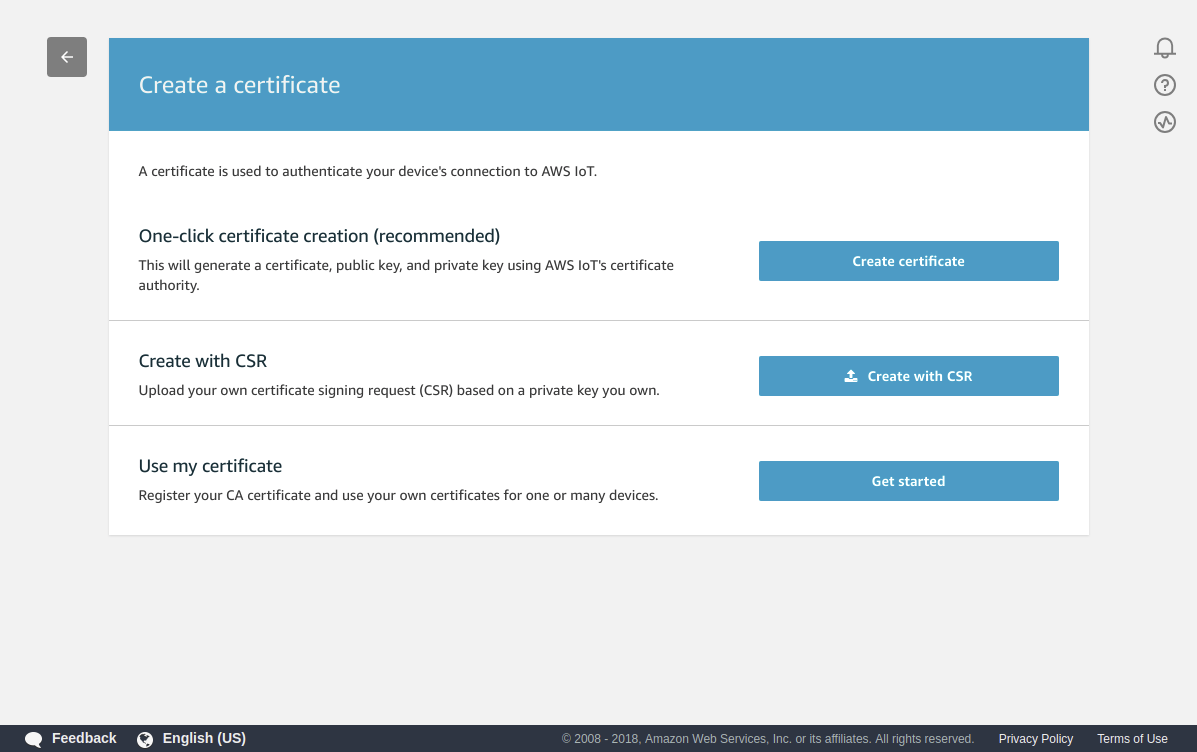 Create a certificate
A certificate is used to authenticate your device's connection to AWS IoT.
One-click certificate creation (recommended)
This will generate a certificate, public key, and private key using AWS IoT's certificate
authority.
Create certificate
Create with CSR
Upload your own certificate signing request (CSR) based on a private key you own.
Create with CSR
Use my certificate
Register your CA certificate and use your own certificates for one or many devices.
Get started
Feedback English (US) © 2008 - 2018, Amazon Web Services, Inc. or its affiliates. All rights reserved. Privacy Policy Terms of Use